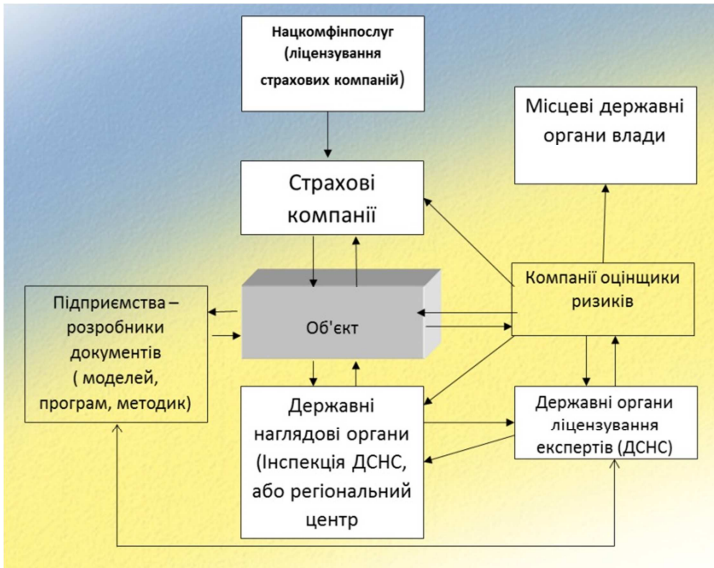 Нацкомфінпослуг
(ліцензування
страхових компаній)
Місцеві державні
органи влади
Страхові
компанії
Компанії оцінщики
ризиків
Підприємства –
розробники
документів
( моделей,
програм, методик)
Об'єкт
Державні
наглядові органи
(Інспекція ДСНС,
або регіональний
центр
Державні органи
ліцензування
експертів (ДСНС)